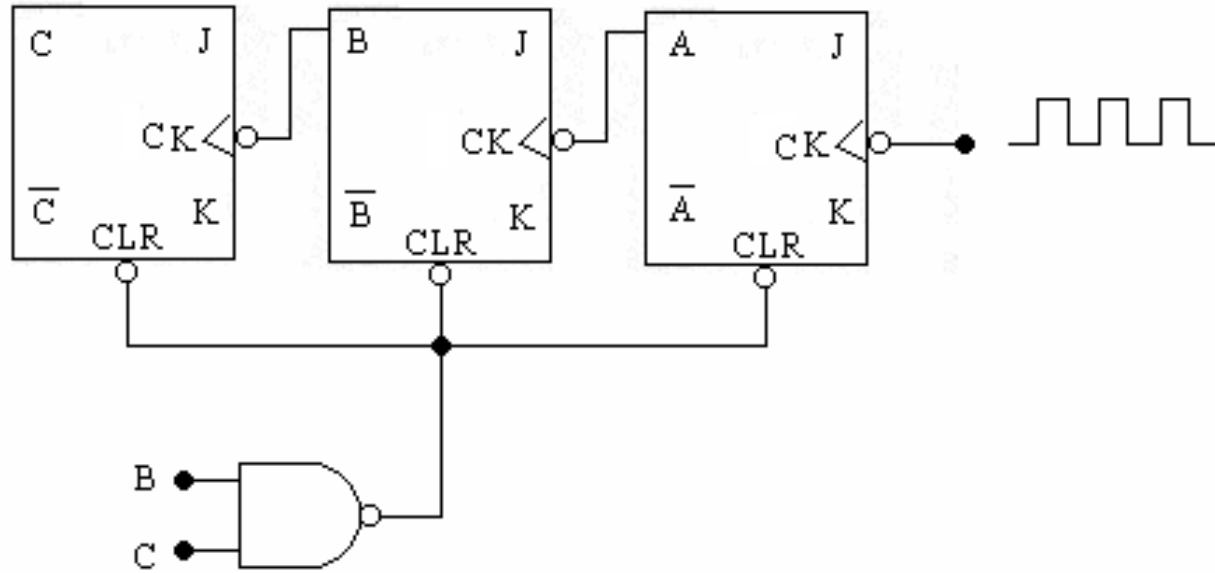 C J B J A J
CK CK CK
C̅ K B̅ K A̅ K
CLR CLR CLR
B
C